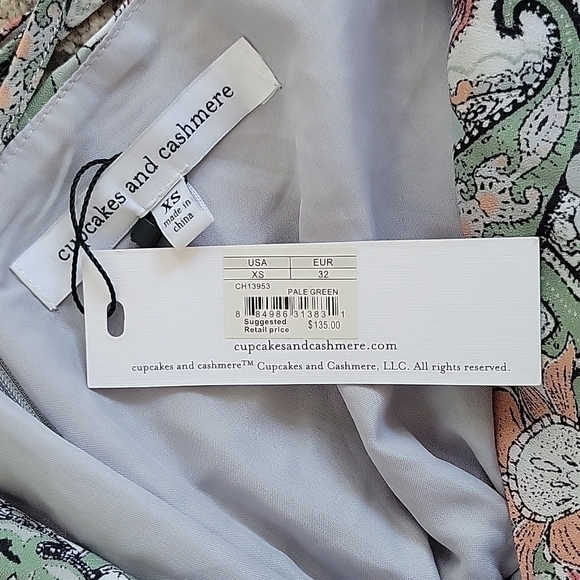 cupcakes and cashmere
XS
made in
china
USA EUR
XS 32
CH13953
PALE GREEN
8 84986 31383 1
Suggested
Retail price
$135.00
cupcakesandcashmere.com
cupcakes and cashmere™ Cupcakes and Cashmere, LLC. All rights reserved.